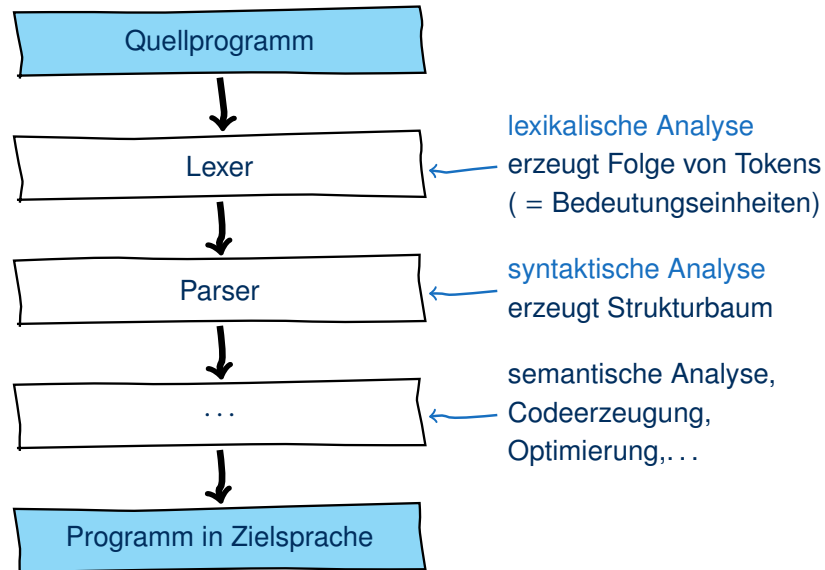 Quellprogramm
lexikalische Analyse
Lexer
erzeugt Folge von Tokens
( = Bedeutungseinheiten)
syntaktische Analyse
Parser
erzeugt Strukturbaum
semantische Analyse,
. . .
Codeerzeugung,
Optimierung,. . .
Programm in Zielsprache